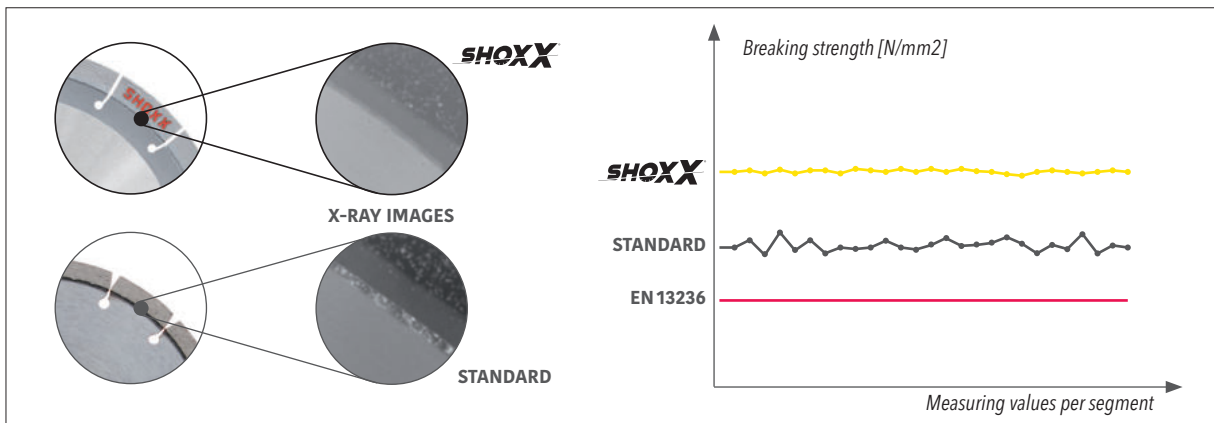 SHOXX
SHOXX
X-RAY IMAGES
STANDARD
Breaking strength [N/mm2]
SHOXX
STANDARD
EN 13236
Measuring values per segment